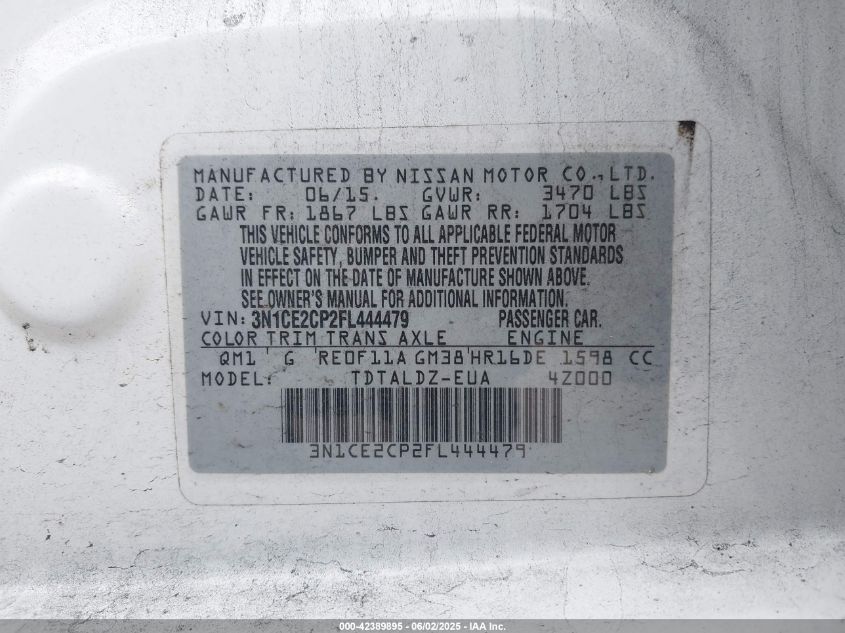 MANUFACTURED BY NISSAN MOTOR CO., LTD.
DATE: 06/15. GVWR: 3470 LBS
GAWR FR: 1867 LBS GAWR RR: 1704 LBS
THIS VEHICLE CONFORMS TO ALL APPLICABLE FEDERAL MOTOR
VEHICLE SAFETY, BUMPER AND THEFT PREVENTION STANDARDS
IN EFFECT ON THE DATE OF MANUFACTURE SHOWN ABOVE.
SEE OWNER'S MANUAL FOR ADDITIONAL INFORMATION.
VIN: 3N1CE2CP2FL444479 PASSENGER CAR.
COLOR TRIM TRANS AXLE ENGINE
QM1 G RE0F11A GM38 HR16DE 1598 CC
MODEL: TDTALDZ-EUA 4Z000
3N1CE2CP2FL444479
000-42389895 - 06/02/2025 - IAA Inc.